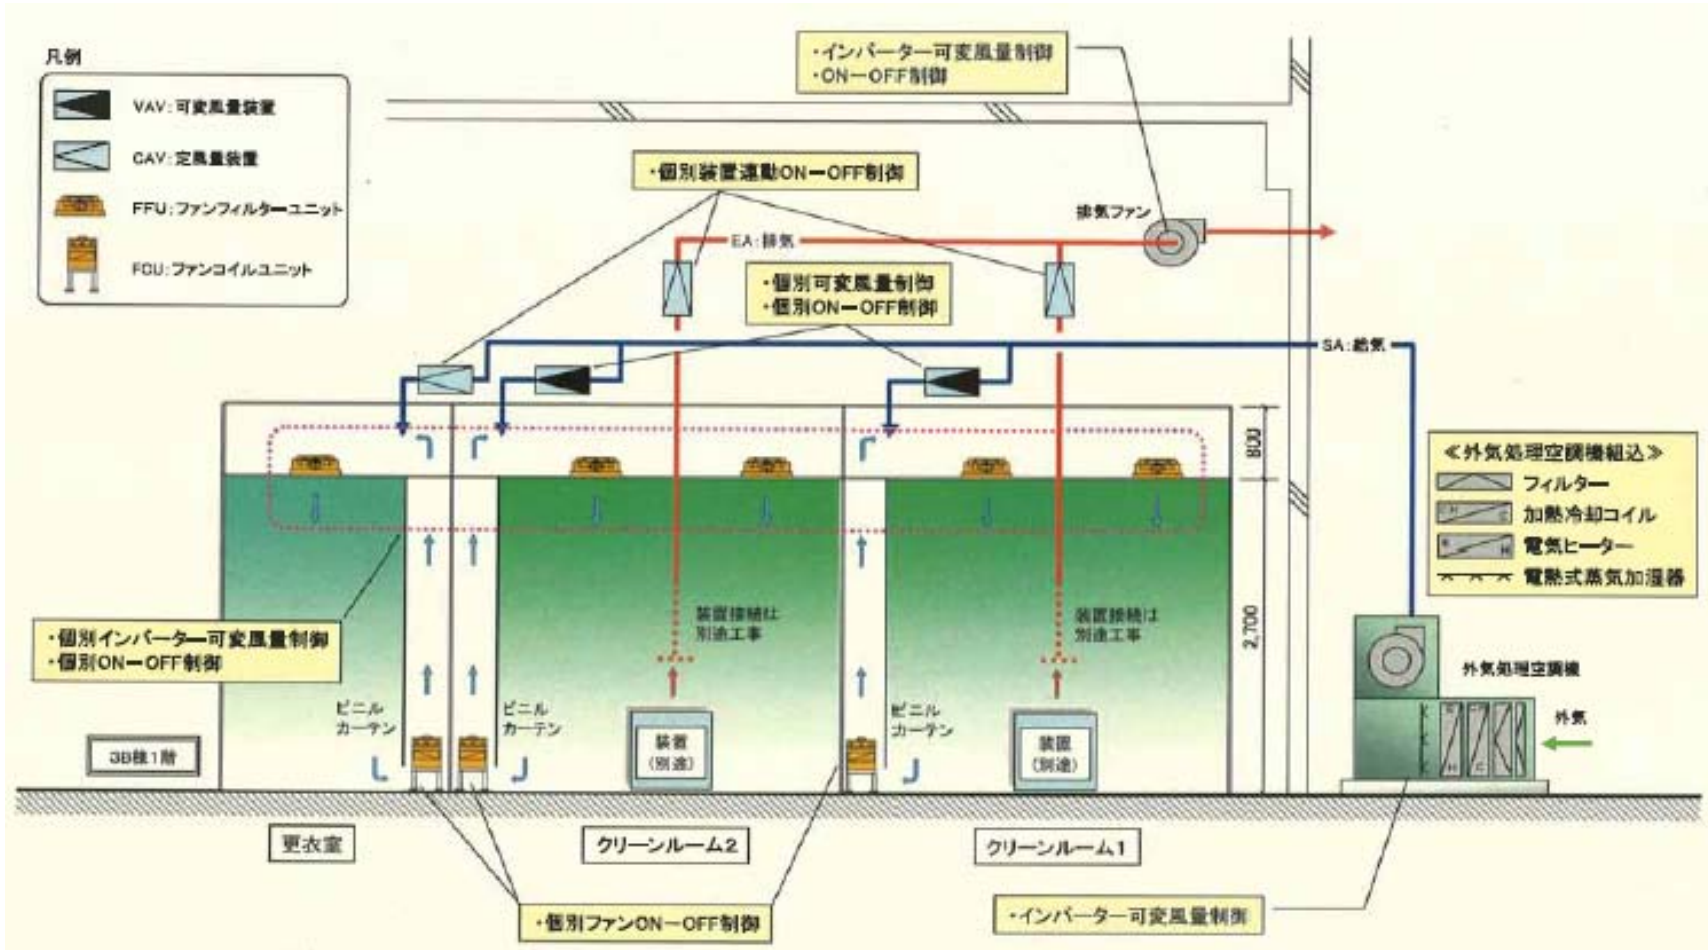 凡例
VAV:可変風量装置
CAV:定風量装置
FFU:ファンフィルターユニット
FCU:ファンコイルユニット
・インバーター可変風量制御
・ON-OFF制御
・個別装置連動ON-OFF制御
排気ファン
EA:排気
・個別可変風量制御
・個別ON-OFF制御
SA:給気
800
≪外気処理空調機組込≫
フィルター
C H
C
加熱冷却コイル
H
電気ヒーター
電熱式蒸気加湿器
2,700
装置接続は
別途工事
装置接続は
別途工事
・個別インバーター可変風量制御
・個別ON-OFF制御
外気処理空調機
外気
ビニル
カーテン
ビニル
カーテン
ビニル
カーテン
装置
(別途)
装置
(別途)
H
C
3B棟1階
更衣室
クリーンルーム2
クリーンルーム1
・個別ファンON-OFF制御
・インバーター可変風量制御